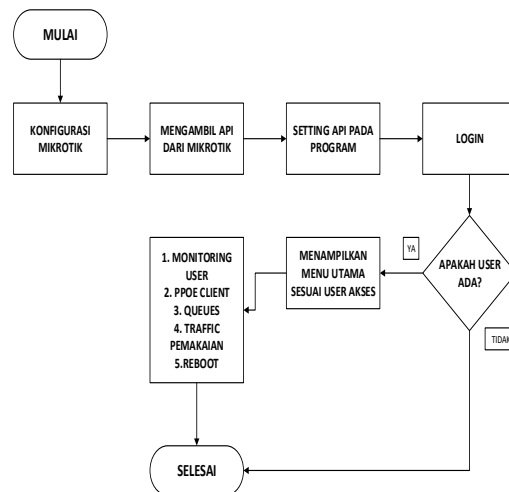 MULAI
KONFIGURASI
MIKROTIK
MENGAMBIL API
DARI MIKROTIK
SETTING API PADA
PROGRAM
LOGIN
APAKAH USER
ADA?
YA
TIDAK
MENAMPILKAN
MENU UTAMA
SESUAI USER AKSES
1. MONITORING
USER
2. PPOE CLIENT
3. QUEUES
4. TRAFFIC
PEMAKAIAN
5.REBOOT
SELESAI